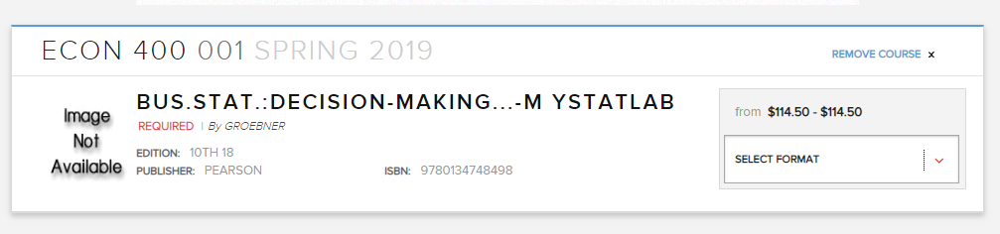 ECON 400 001 SPRING 2019
REMOVE COURSE x
Image
Not
Available
BUS.STAT.:DECISION-MAKING...-M YSTATLAB
REQUIRED | By GROEBNER
EDITION: 10TH 18
PUBLISHER: PEARSON ISBN: 9780134748498
from $114.50 - $114.50
SELECT FORMAT